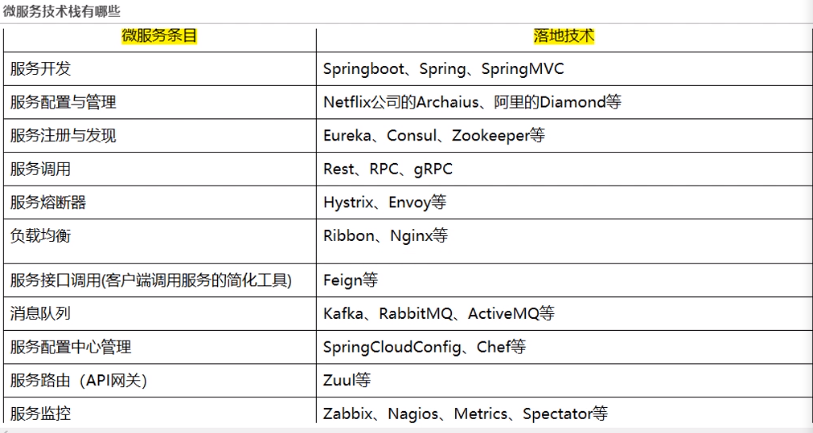 微服务技术栈有哪些
微服务条目 落地技术
服务开发 Springboot、Spring、SpringMVC
服务配置与管理 Netflix公司的Archaius、阿里的Diamond等
服务注册与发现 Eureka、Consul、Zookeeper等
服务调用 Rest、RPC、gRPC
服务熔断器 Hystrix、Envoy等
负载均衡 Ribbon、Nginx等
服务接口调用(客户端调用服务的简化工具) Feign等
消息队列 Kafka、RabbitMQ、ActiveMQ等
服务配置中心管理 SpringCloudConfig、Chef等
服务路由（API网关） Zuul等
服务监控 Zabbix、Nagios、Metrics、Spectator等